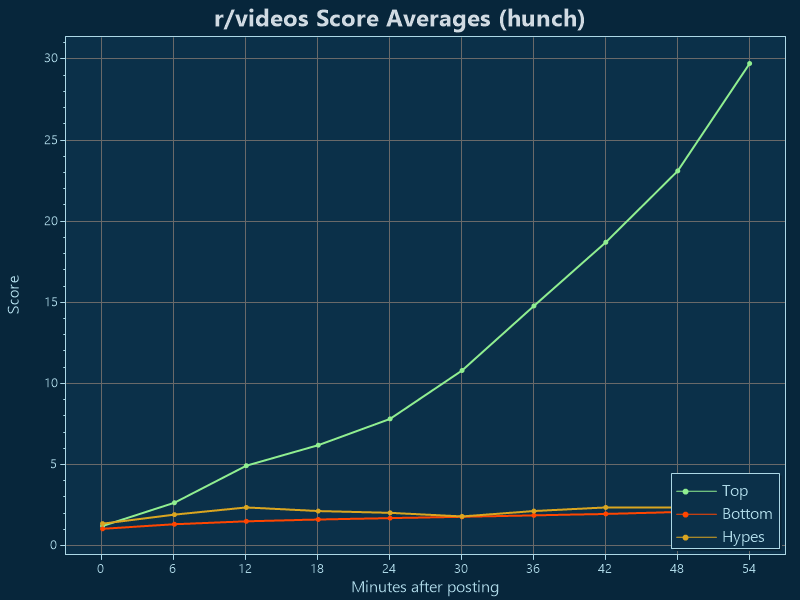 r/videos Score Averages (hunch)
30
25
20
15
10
5
0
Score
Top
Bottom
Hypes
0 6 12 18 24 30 36 42 48 54
Minutes after posting